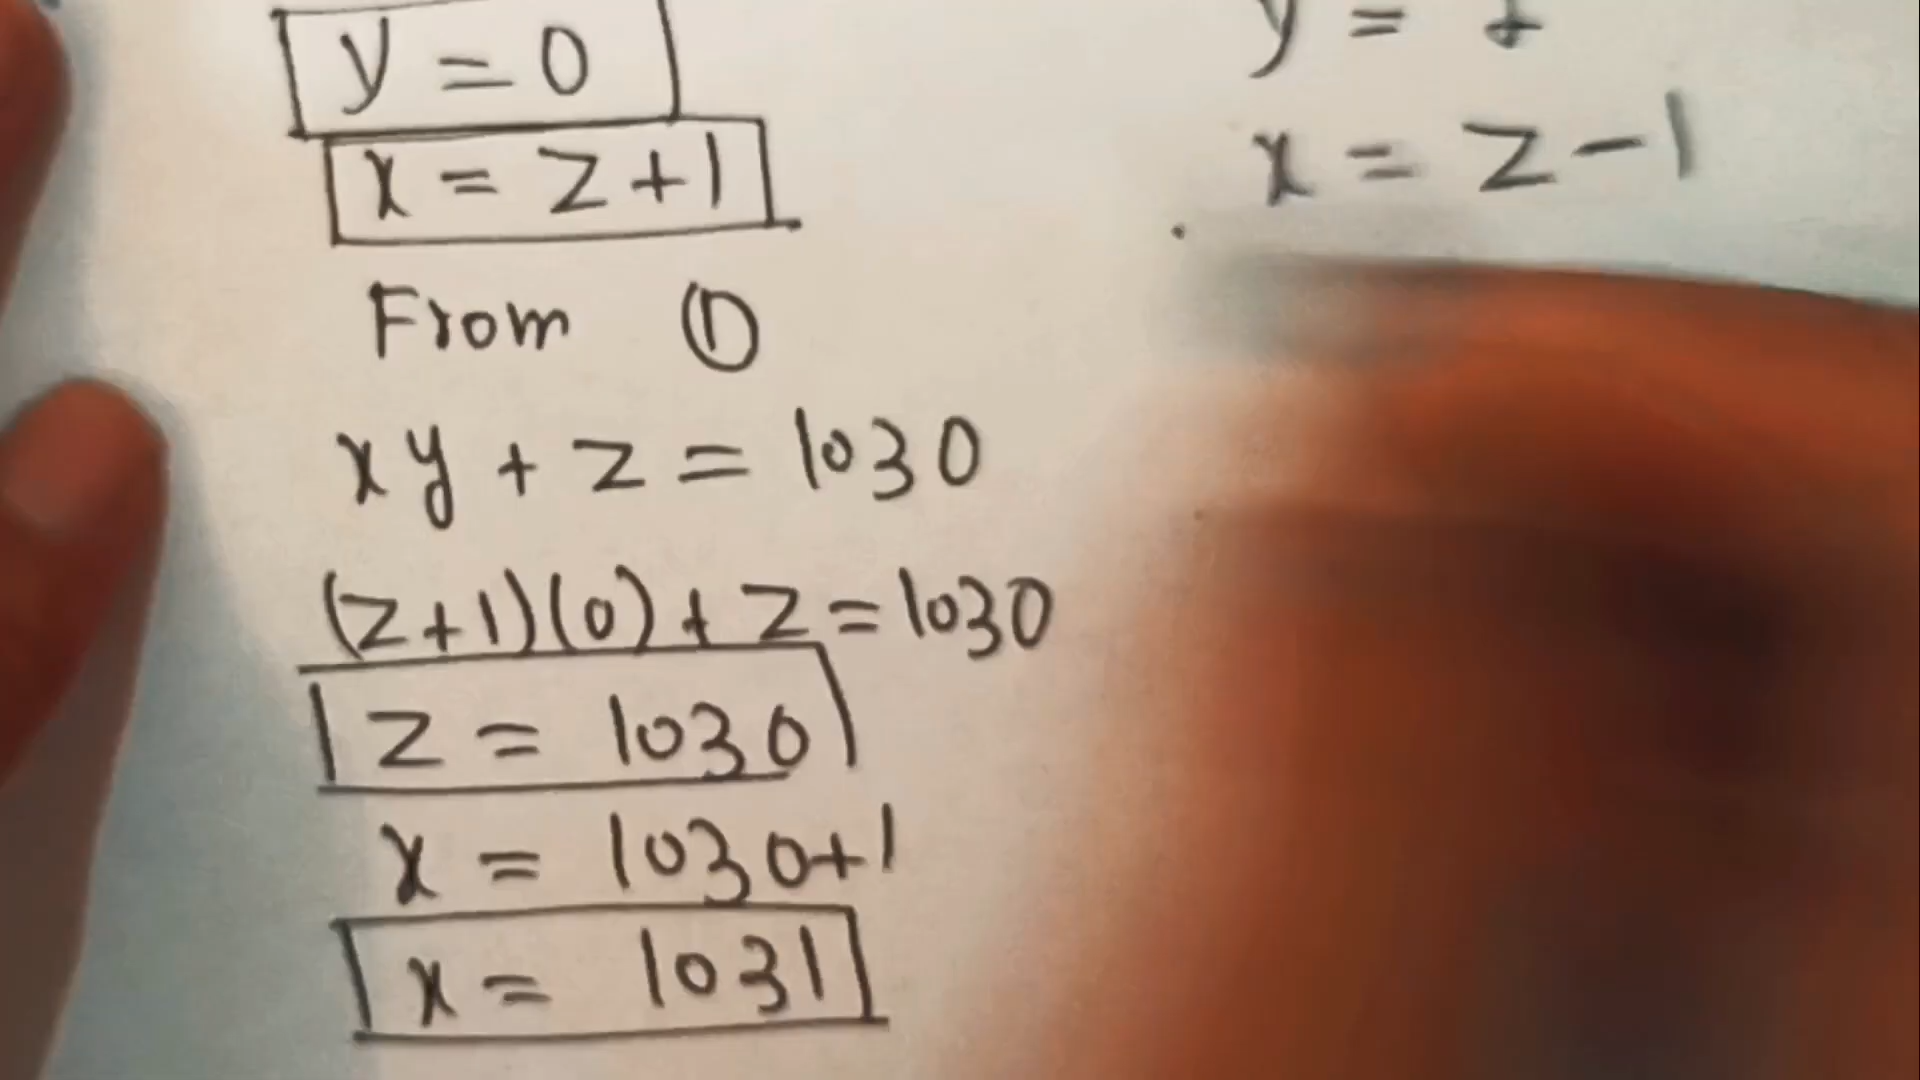 y = 0
x = z+1
From ①
xy + z = 1030
(z+1)(0) + z = 1030
z = 1030
x = 1030+1
x = 1031
y =
x = z-1